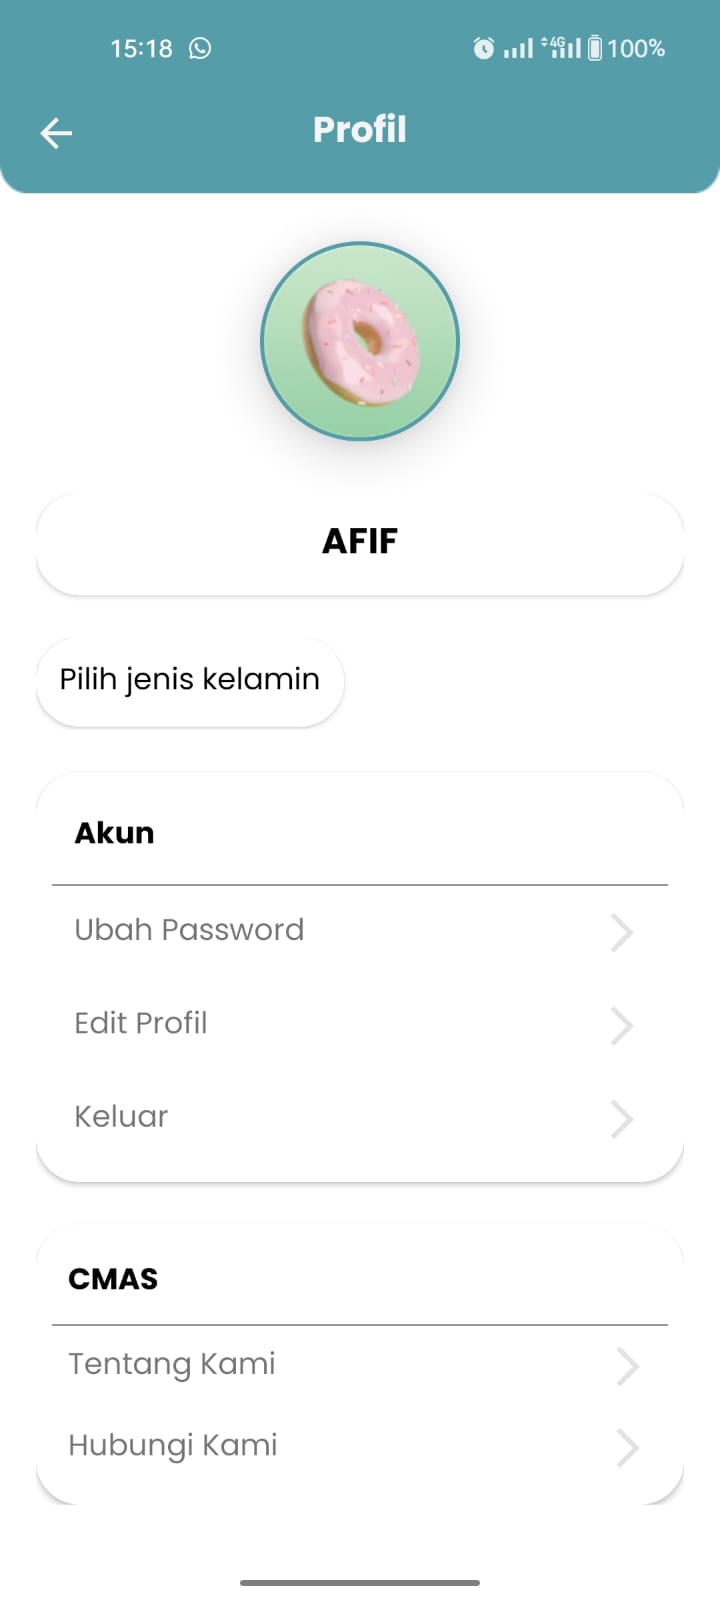 15:18 4G 100%
Profil
AFIF
Pilih jenis kelamin
Akun
Ubah Password
Edit Profil
Keluar
CMAS
Tentang Kami
Hubungi Kami